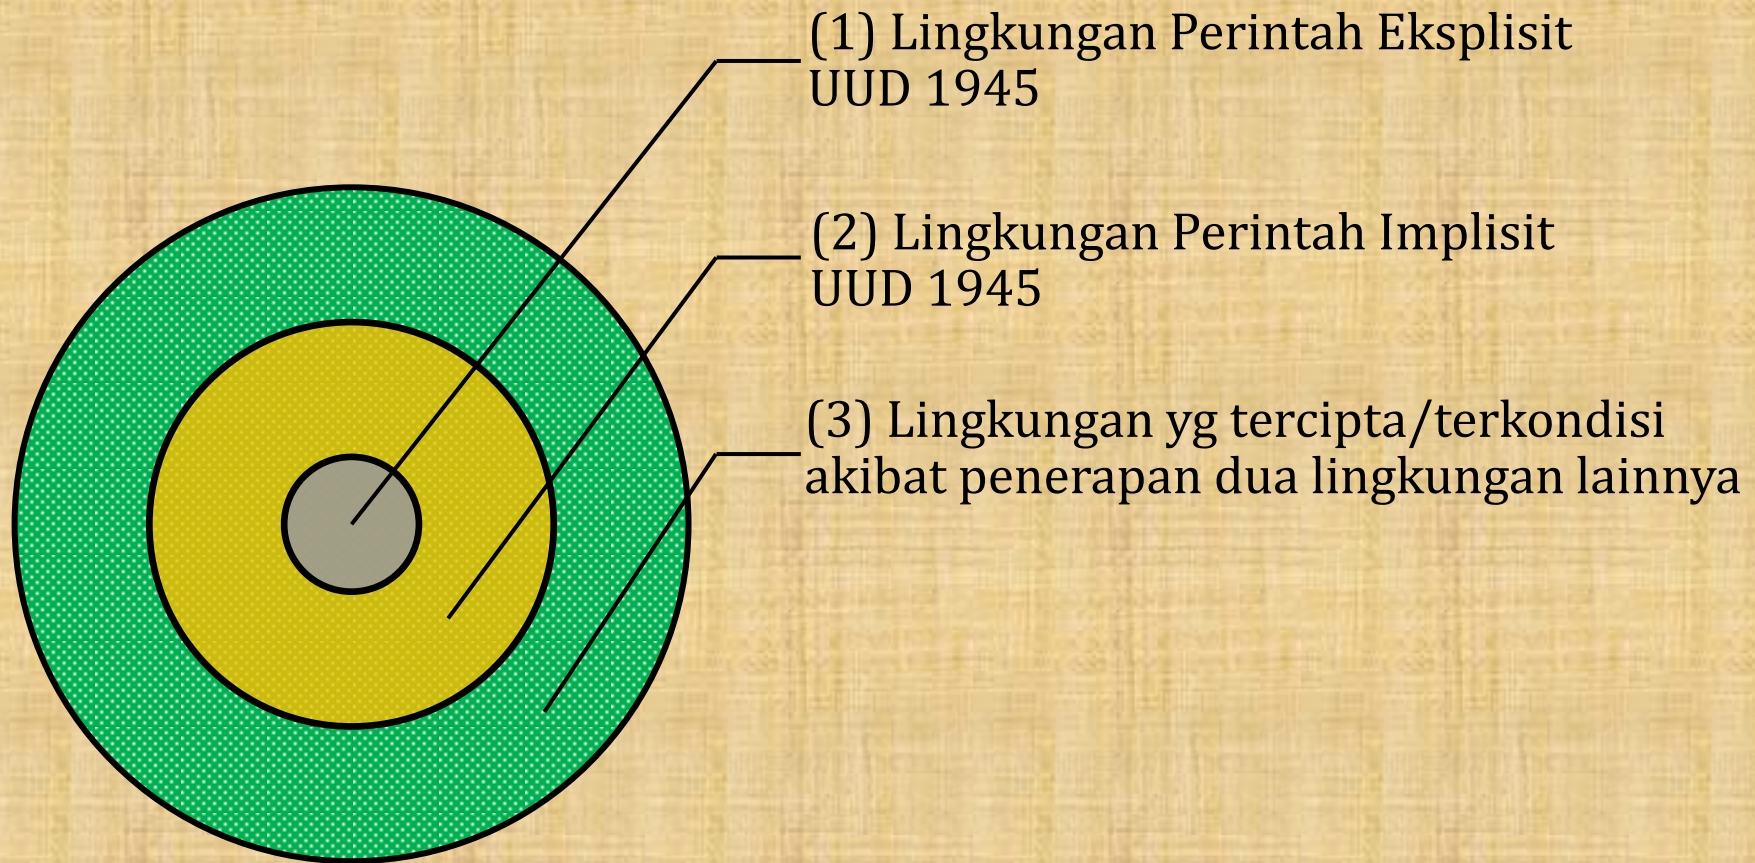 (1) Lingkungan Perintah Eksplisit
UUD 1945
(2) Lingkungan Perintah Implisit
UUD 1945
(3) Lingkungan yg tercipta/terkondisi
akibat penerapan dua lingkungan lainnya